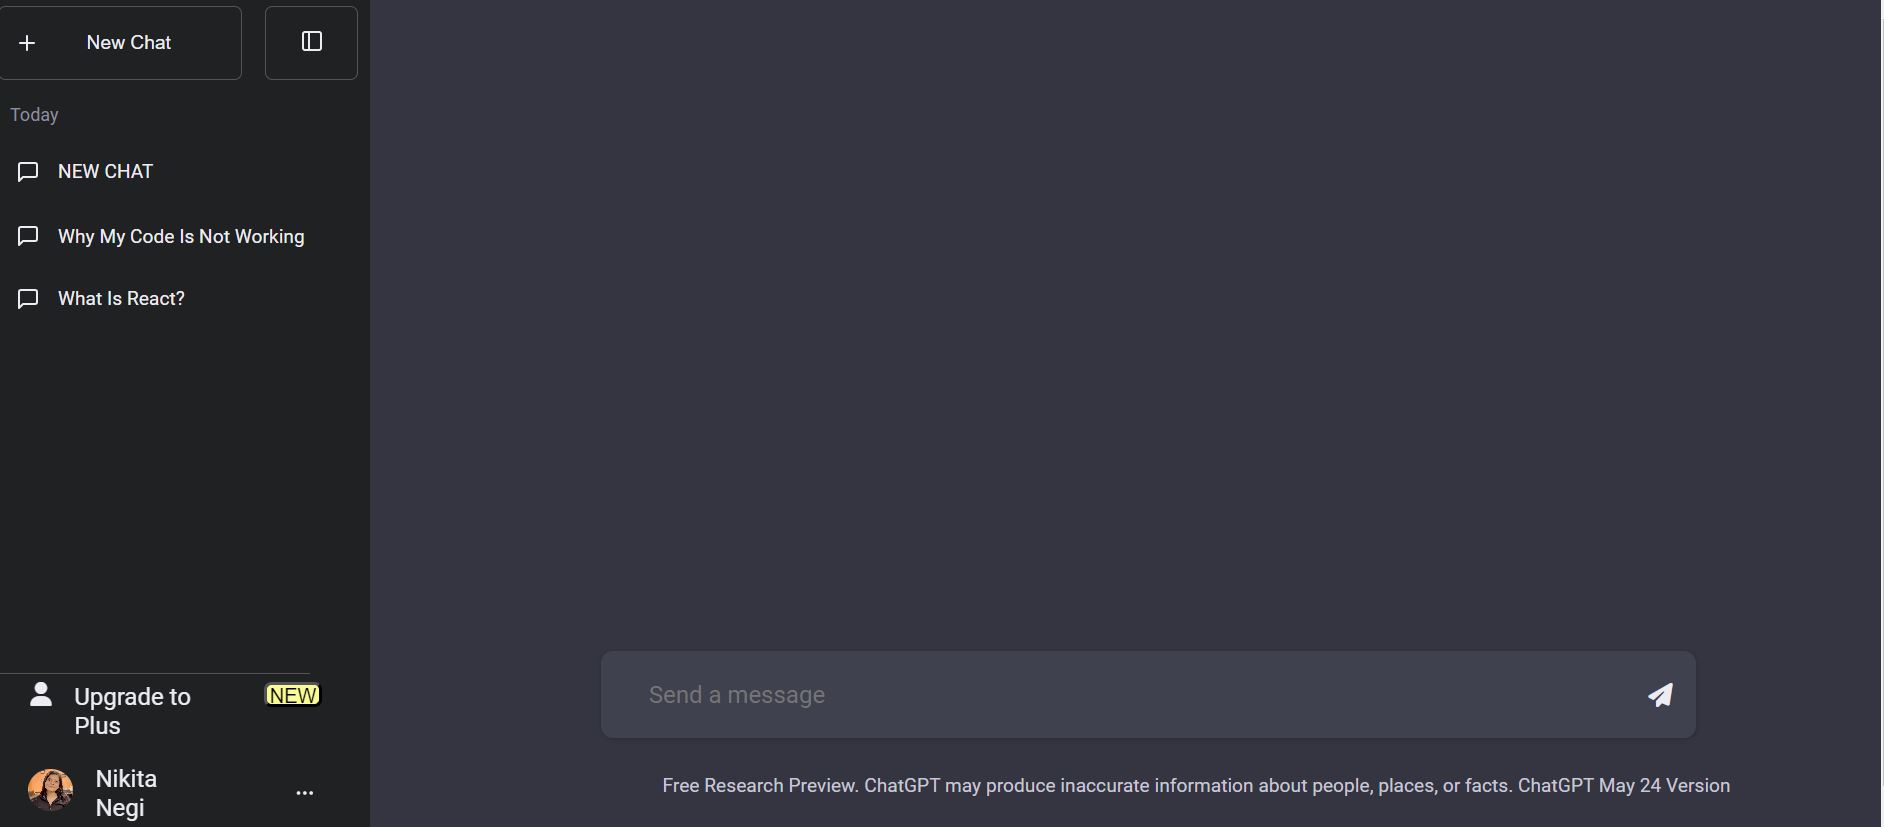 New Chat
Today
NEW CHAT
Why My Code Is Not Working
What Is React?
Upgrade to
Plus
NEW
Nikita
Negi
Send a message
Free Research Preview. ChatGPT may produce inaccurate information about people, places, or facts. ChatGPT May 24 Version